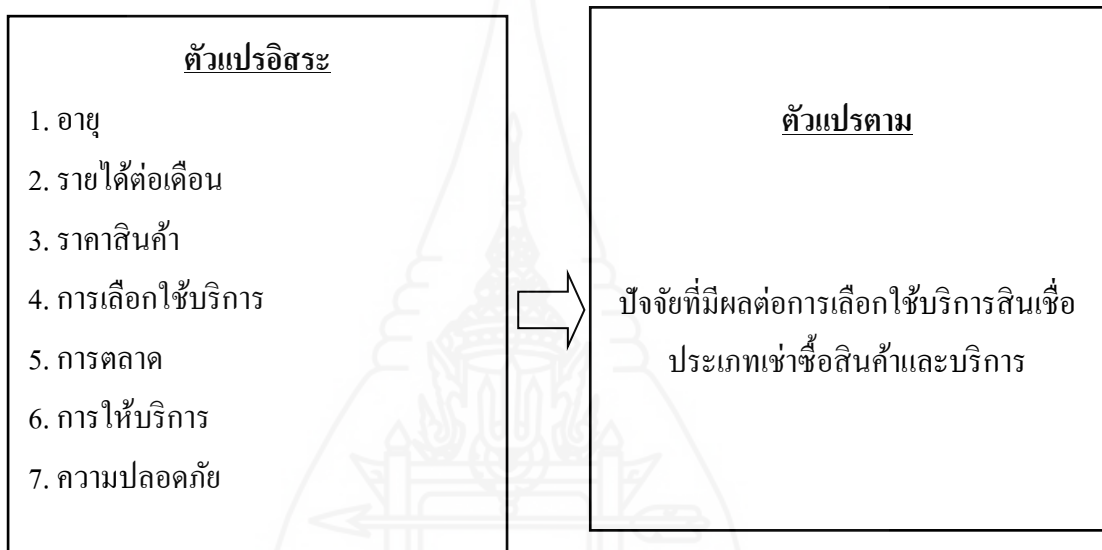 ตัวแปรอิสระ
1. อายุ
2. รายได้ต่อเดือน
3. ราคาสินค้า
4. การเลือกใช้บริการ
5. การตลาด
6. การให้บริการ
7. ความปลอดภัย
ตัวแปรตาม
ปัจจัยที่มีผลต่อการเลือกใช้บริการสินเชื่อ
ประเภทเช่าซื้อสินค้าและบริการ